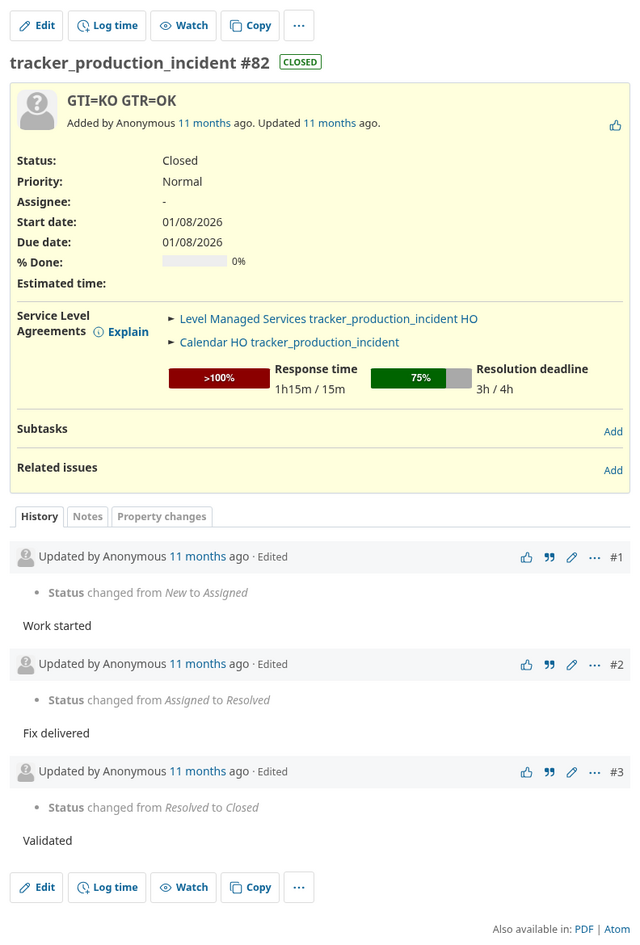 Edit Log time Watch Copy ...
tracker_production_incident #82 CLOSED
GTI=KO GTR=OK
Added by Anonymous 11 months ago. Updated 11 months ago.
Status: Closed
Priority: Normal
Assignee: -
Start date: 01/08/2026
Due date: 01/08/2026
% Done: 0%
Estimated time:
Service Level Agreements Explain
► Level Managed Services tracker_production_incident HO
► Calendar HO tracker_production_incident
>100% Response time 75% Resolution deadline
1h15m / 15m 3h / 4h
Subtasks Add
Related issues Add
History Notes Property changes
Updated by Anonymous 11 months ago · Edited #1
• Status changed from New to Assigned
Work started
Updated by Anonymous 11 months ago · Edited #2
• Status changed from Assigned to Resolved
Fix delivered
Updated by Anonymous 11 months ago · Edited #3
• Status changed from Resolved to Closed
Validated
Edit Log time Watch Copy ...
Also available in: PDF | Atom